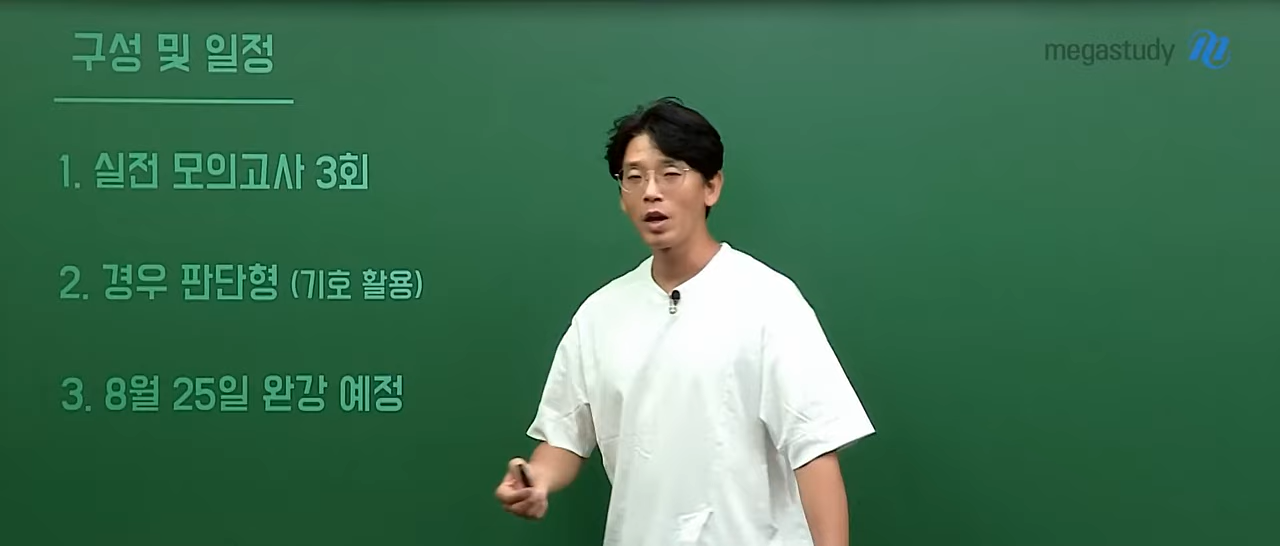 구성 및 일정
megastudy
1. 실전 모의고사 3회
2. 경우 판단형 (기호 활용)
3. 8월 25일 완강 예정